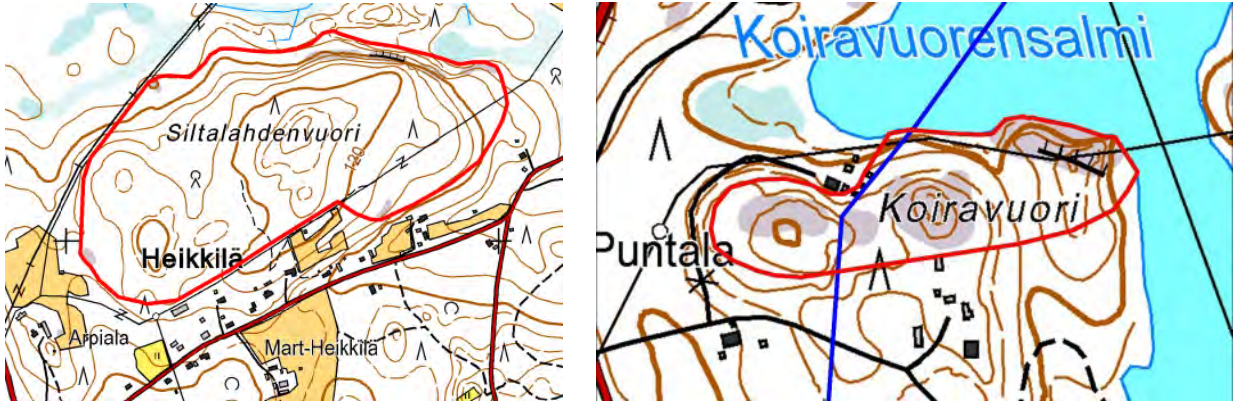 Siltalahdenvuori
120
Heikkilä
Arpiala
Mart-Heikkilä
Koiravuorensalmi
Koiravuori
Puntala